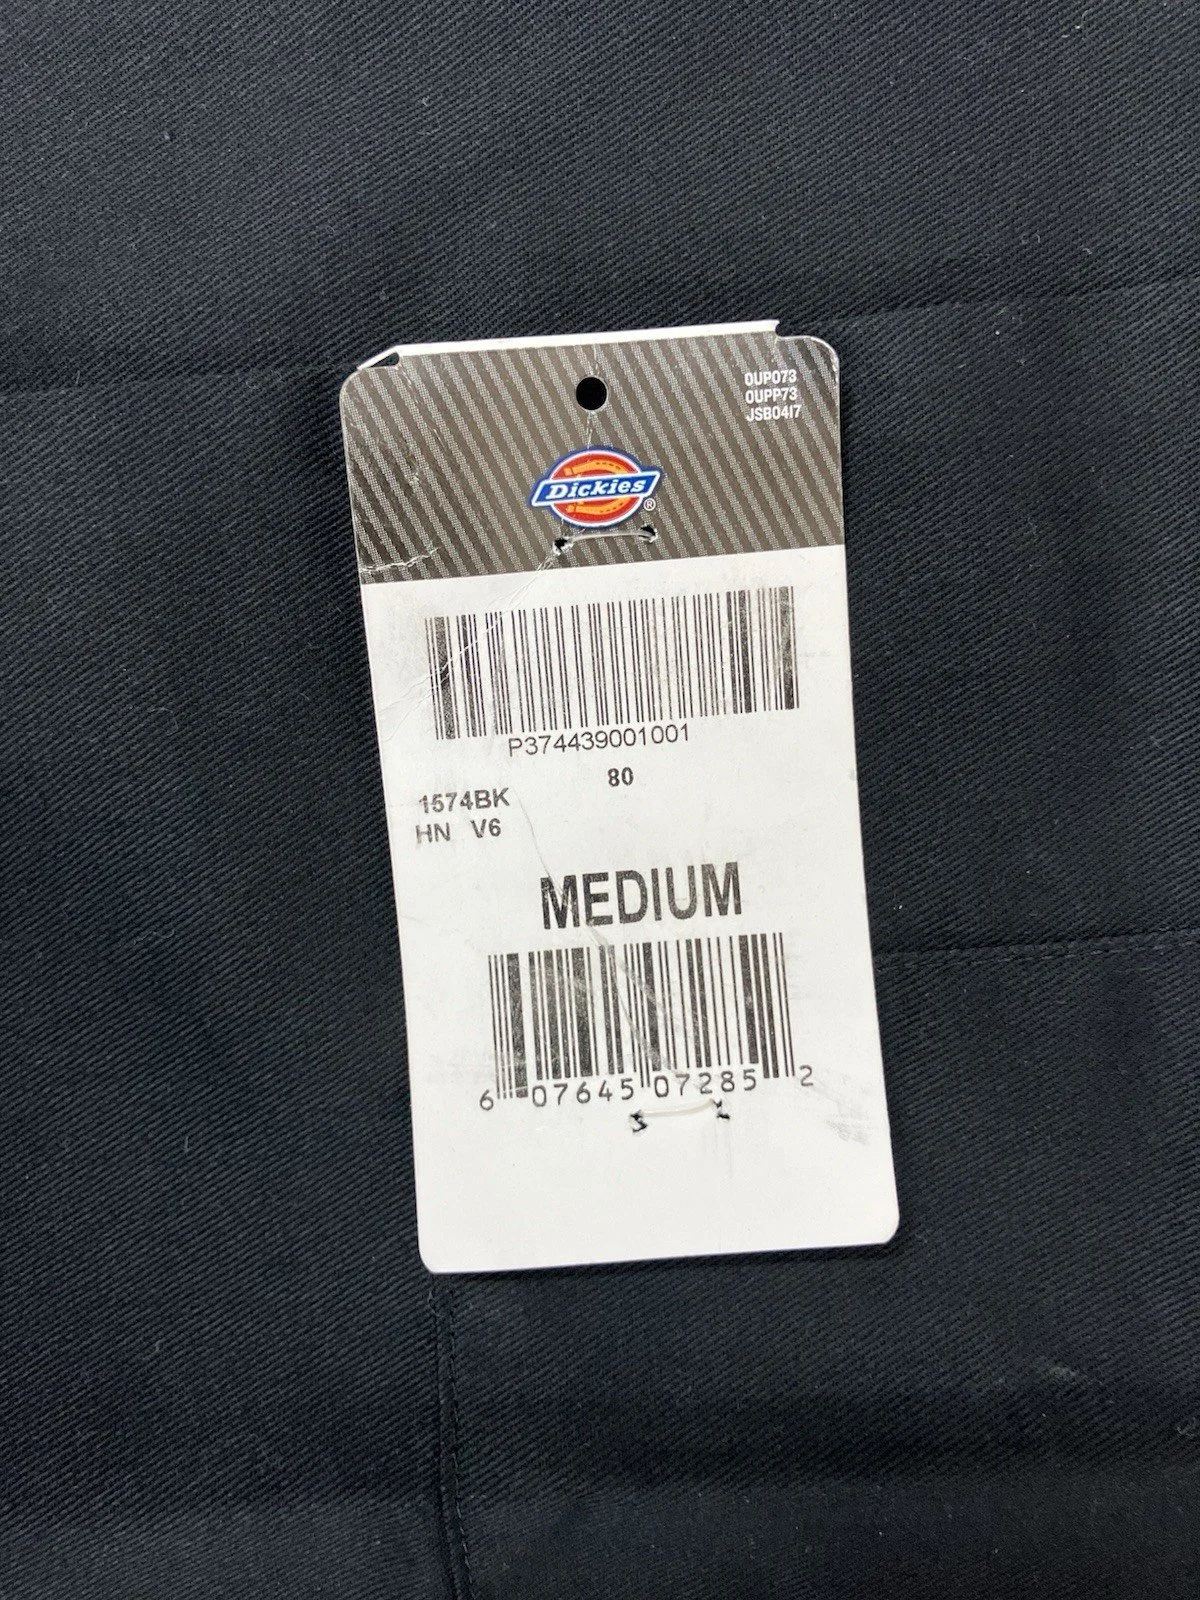 0UP073
0UPP73
JSB0417
Dickies®
P374439001001
80
1574BK
HN V6
MEDIUM
6 07645 07285 2